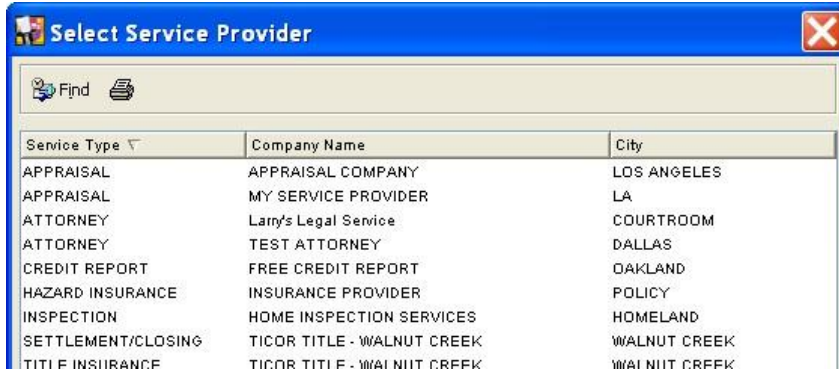 Select Service Provider
Find
Service Type Company Name City
APPRAISAL APPRAISAL COMPANY LOS ANGELES
APPRAISAL MY SERVICE PROVIDER LA
ATTORNEY Larry's Legal Service COURTROOM
ATTORNEY TEST ATTORNEY DALLAS
CREDIT REPORT FREE CREDIT REPORT OAKLAND
HAZARD INSURANCE INSURANCE PROVIDER POLICY
INSPECTION HOME INSPECTION SERVICES HOMELAND
SETTLEMENT/CLOSING TICOR TITLE - WALNUT CREEK WALNUT CREEK
TITLE INSURANCE TICOR TITLE - WALNUT CREEK WALNUT CREEK